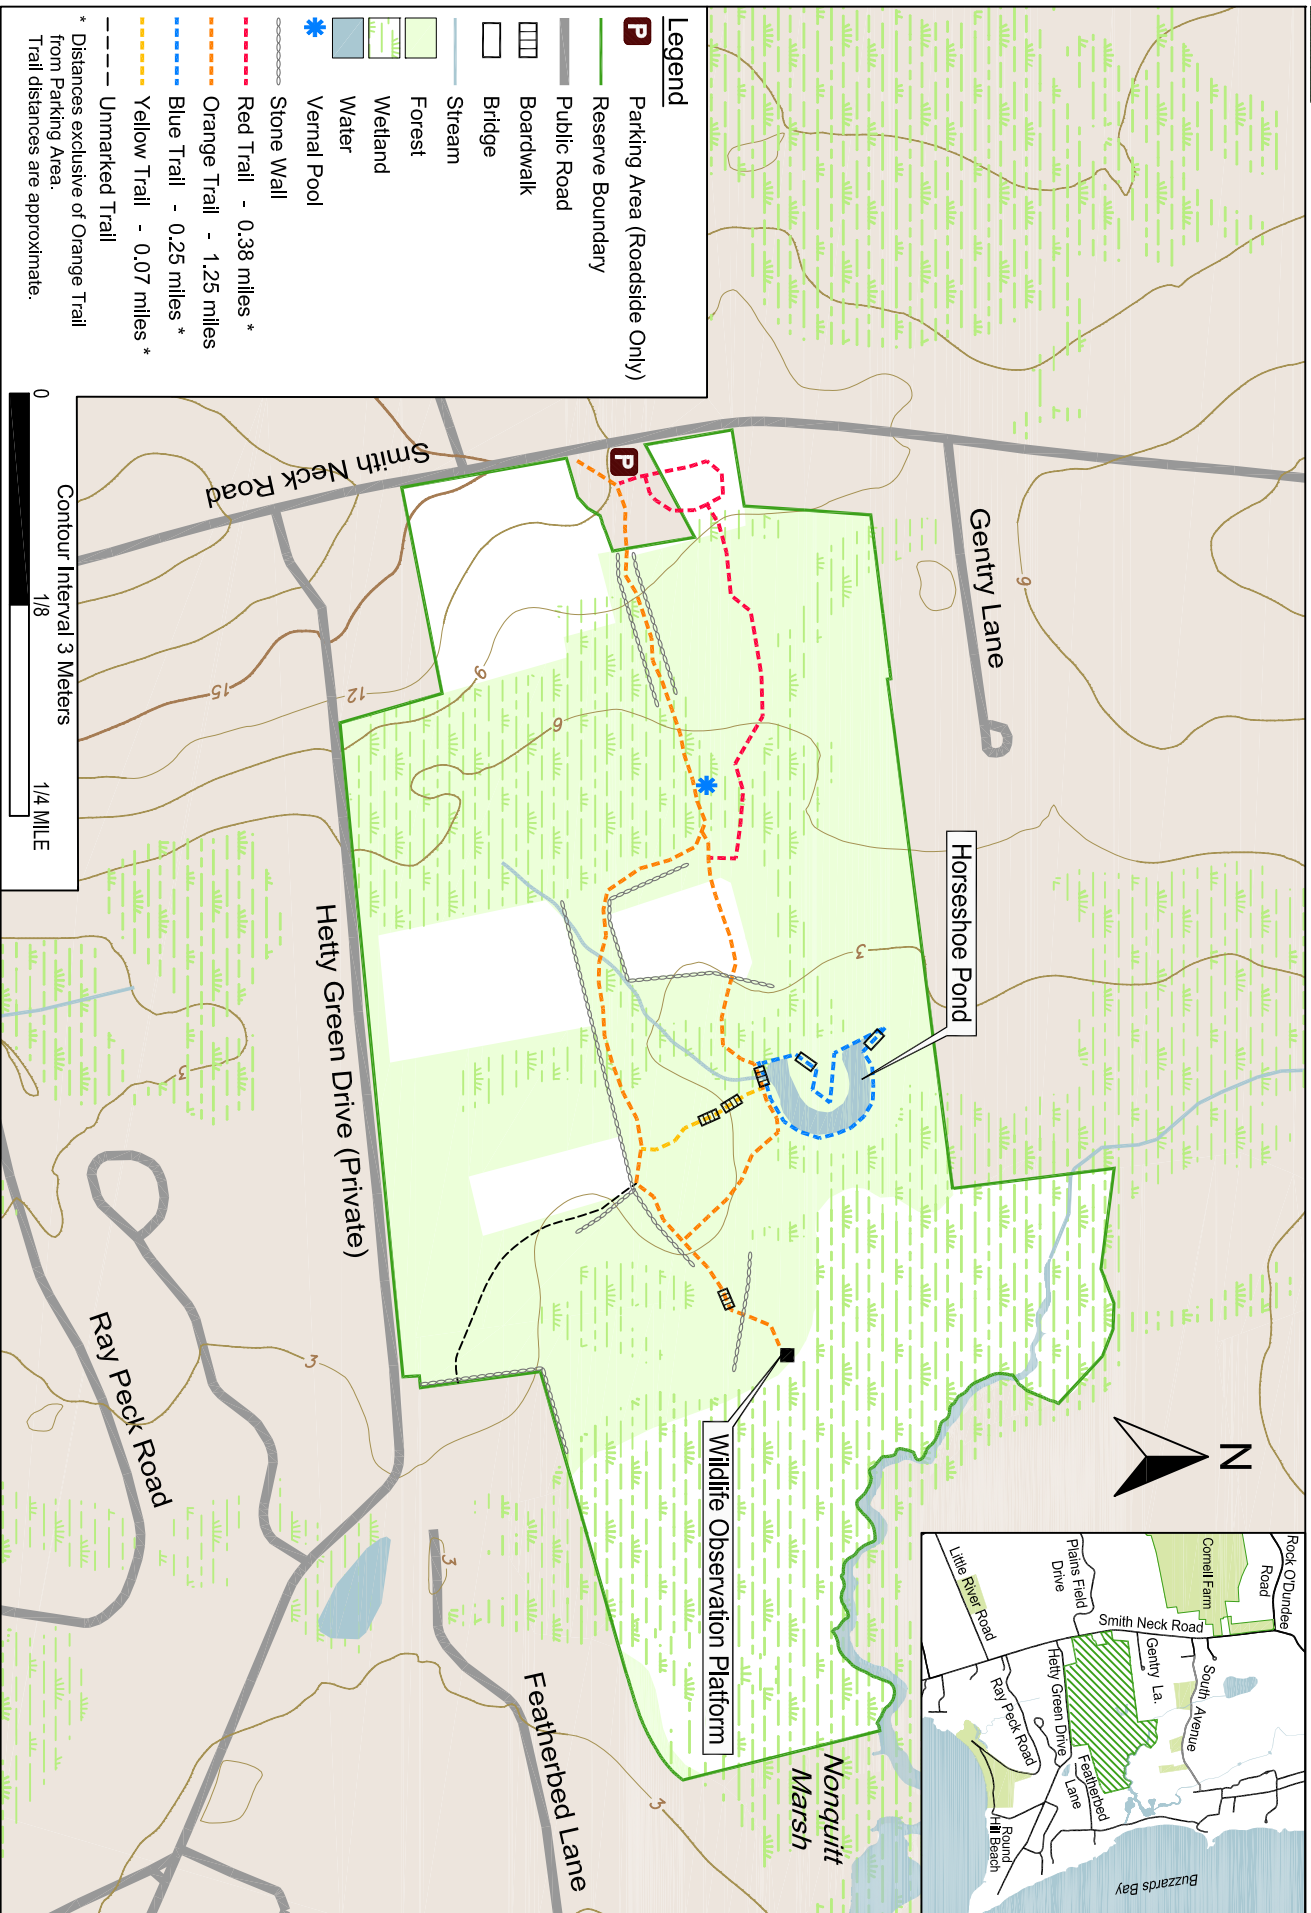 Legend
P
Parking Area (Roadside Only)
Reserve Boundary
Public Road
Boardwalk
Bridge
Stream
Forest
Wetland
Water
Vernal Pool
Stone Wall
Red Trail - 0.38 miles *
Orange Trail - 1.25 miles
Blue Trail - 0.25 miles *
Yellow Trail - 0.07 miles *
Unmarked Trail
* Distances exclusive of Orange Trail
from Parking Area.
Trail distances are approximate.
0
1/8
1/4 MILE
Contour Interval 3 Meters
Smith Neck Road
P
Gentry Lane
9
Horseshoe Pond
15
12
9
6
3
Hetty Green Drive (Private)
3
3
Ray Peck Road
3
Featherbed Lane
3
Wildlife Observation Platform
Nonquitt
Marsh
N
Rock O'Dundee
Road
Cornell Farm
Plains Field
Drive
Little River Road
Smith Neck Road
Gentry La.
South Avenue
Hetty Green Drive
Ray Peck Road
Featherbed
Lane
Round
Hill Beach
Buzzards Bay